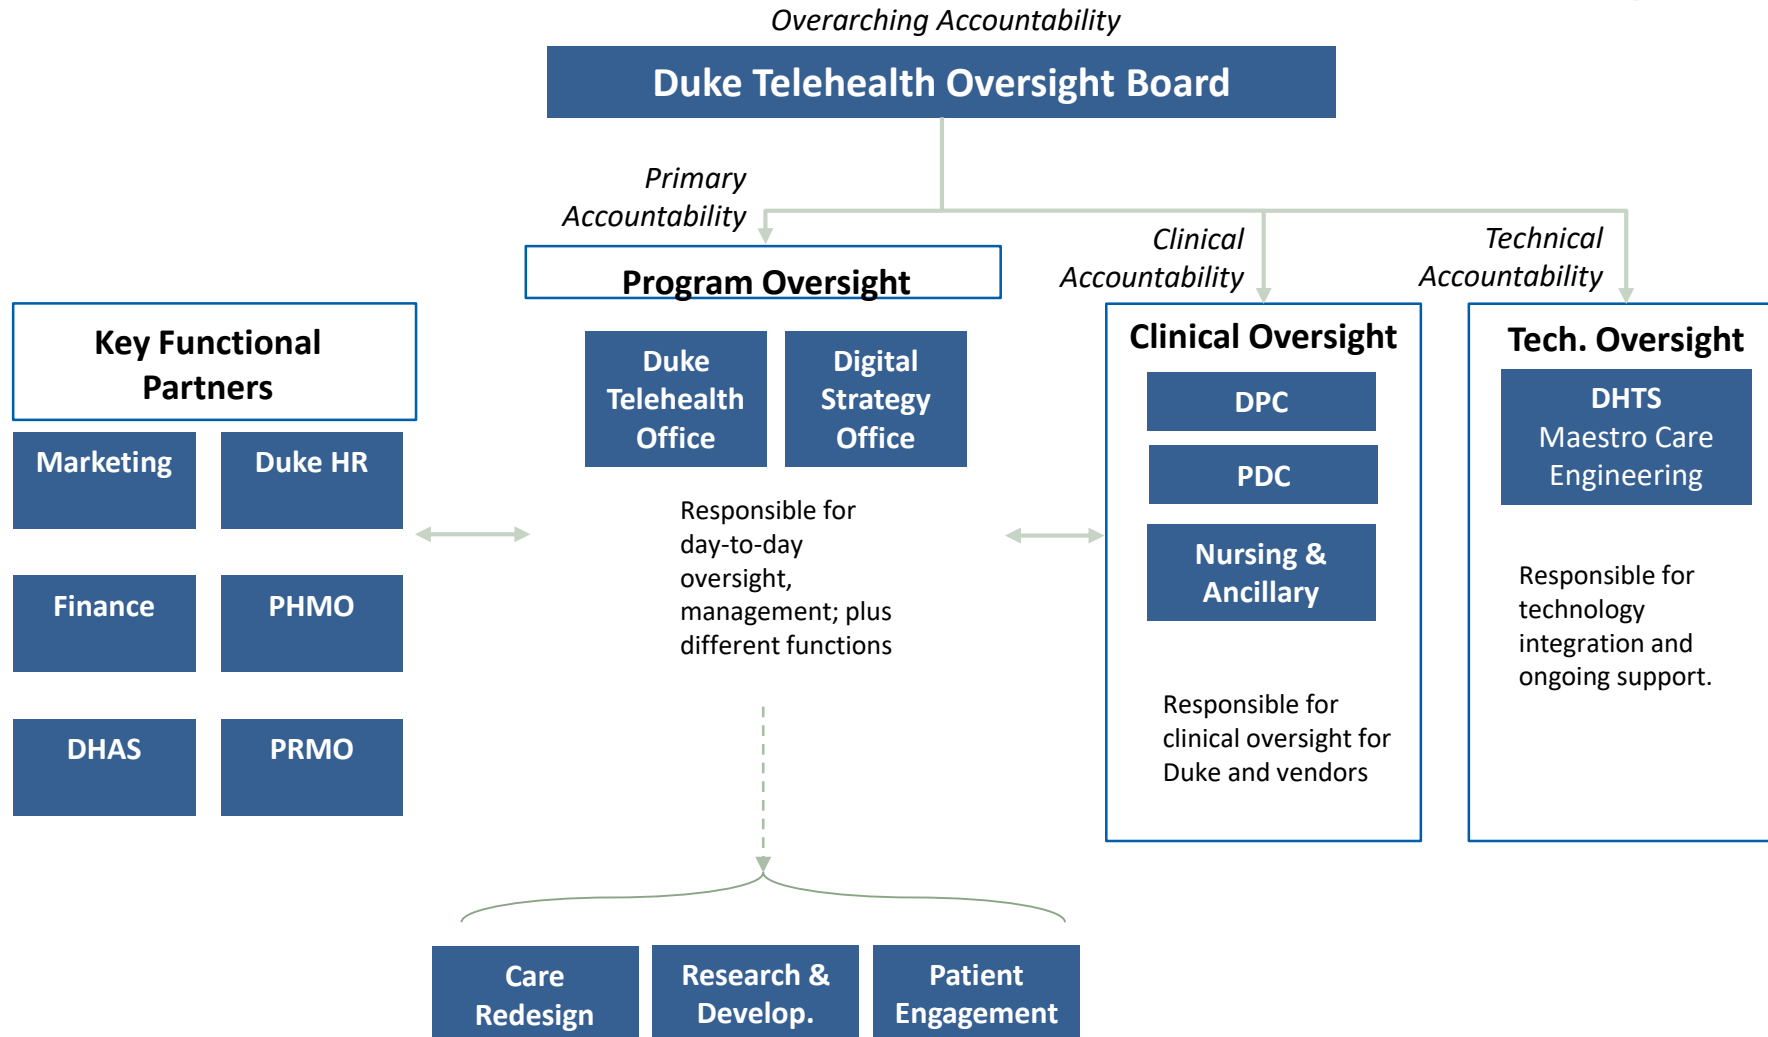 Overarching Accountability
Duke Telehealth Oversight Board
Primary
Accountability
Clinical
Accountability
Technical
Accountability
Program Oversight
Duke
Telehealth
Office
Digital
Strategy
Office
Responsible for
day-to-day
oversight,
management; plus
different functions
Key Functional
Partners
Marketing
Duke HR
Finance
PHMO
DHAS
PRMO
Clinical Oversight
DPC
PDC
Nursing &
Ancillary
Responsible for
clinical oversight for
Duke and vendors
Tech. Oversight
DHTS
Maestro Care
Engineering
Responsible for
technology
integration and
ongoing support.
Care
Redesign
Research &
Develop.
Patient
Engagement